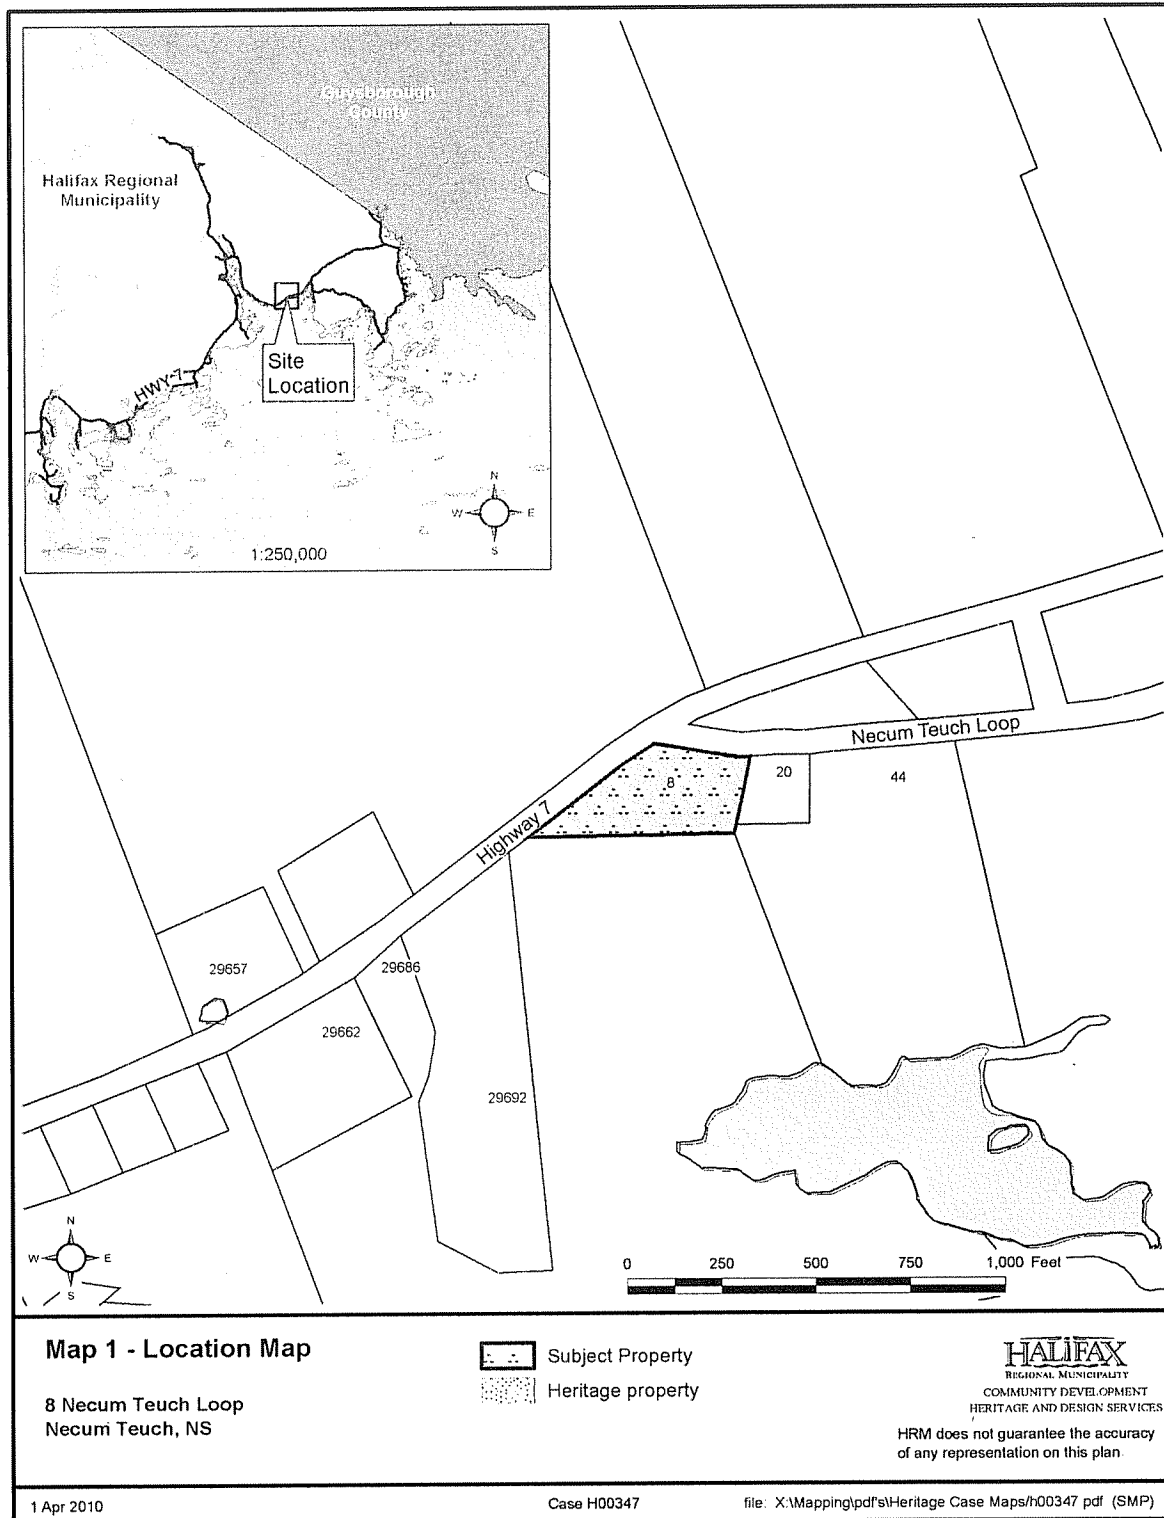 Guysborough
County
Halifax Regional
Municipality
Site
Location
HWY 7
N
W E
S
1:250,000
Necum Teuch Loop
8
20
44
Highway 7
29657
29686
29662
29692
N
W E
S
0 250 500 750 1,000 Feet
Map 1 - Location Map
8 Necum Teuch Loop
Necum Teuch, NS
Subject Property
Heritage property
HALIFAX
REGIONAL MUNICIPALITY
COMMUNITY DEVELOPMENT
HERITAGE AND DESIGN SERVICES
HRM does not guarantee the accuracy
of any representation on this plan.
1 Apr 2010
Case H00347
file: X:\Mapping\pdf's\Heritage Case Maps/h00347 pdf (SMP)